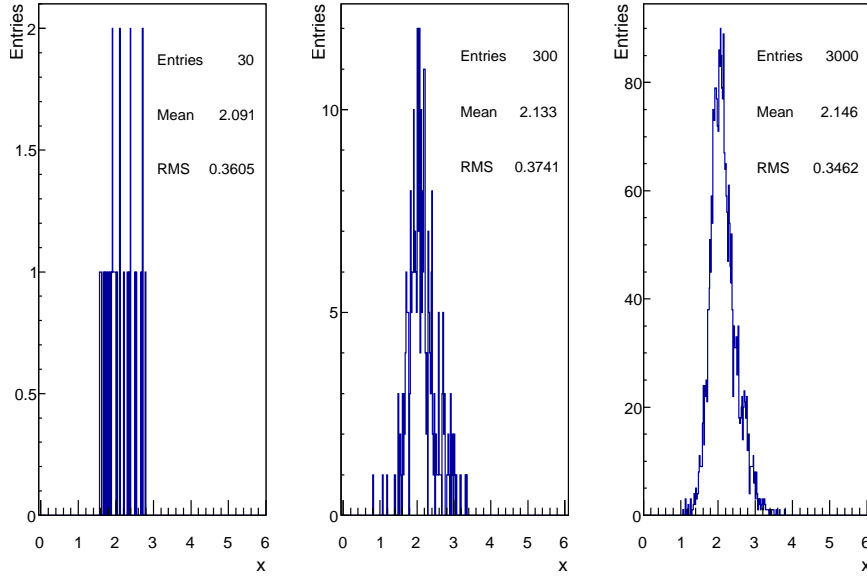 Entries
2
1.5
1
0.5
0
Entries 30
Mean 2.091
RMS 0.3605
0 1 2 3 4 5 6
x
Entries
10
5
0
Entries 300
Mean 2.133
RMS 0.3741
0 1 2 3 4 5 6
x
Entries
80
60
40
20
0
Entries 3000
Mean 2.146
RMS 0.3462
0 1 2 3 4 5 6
x